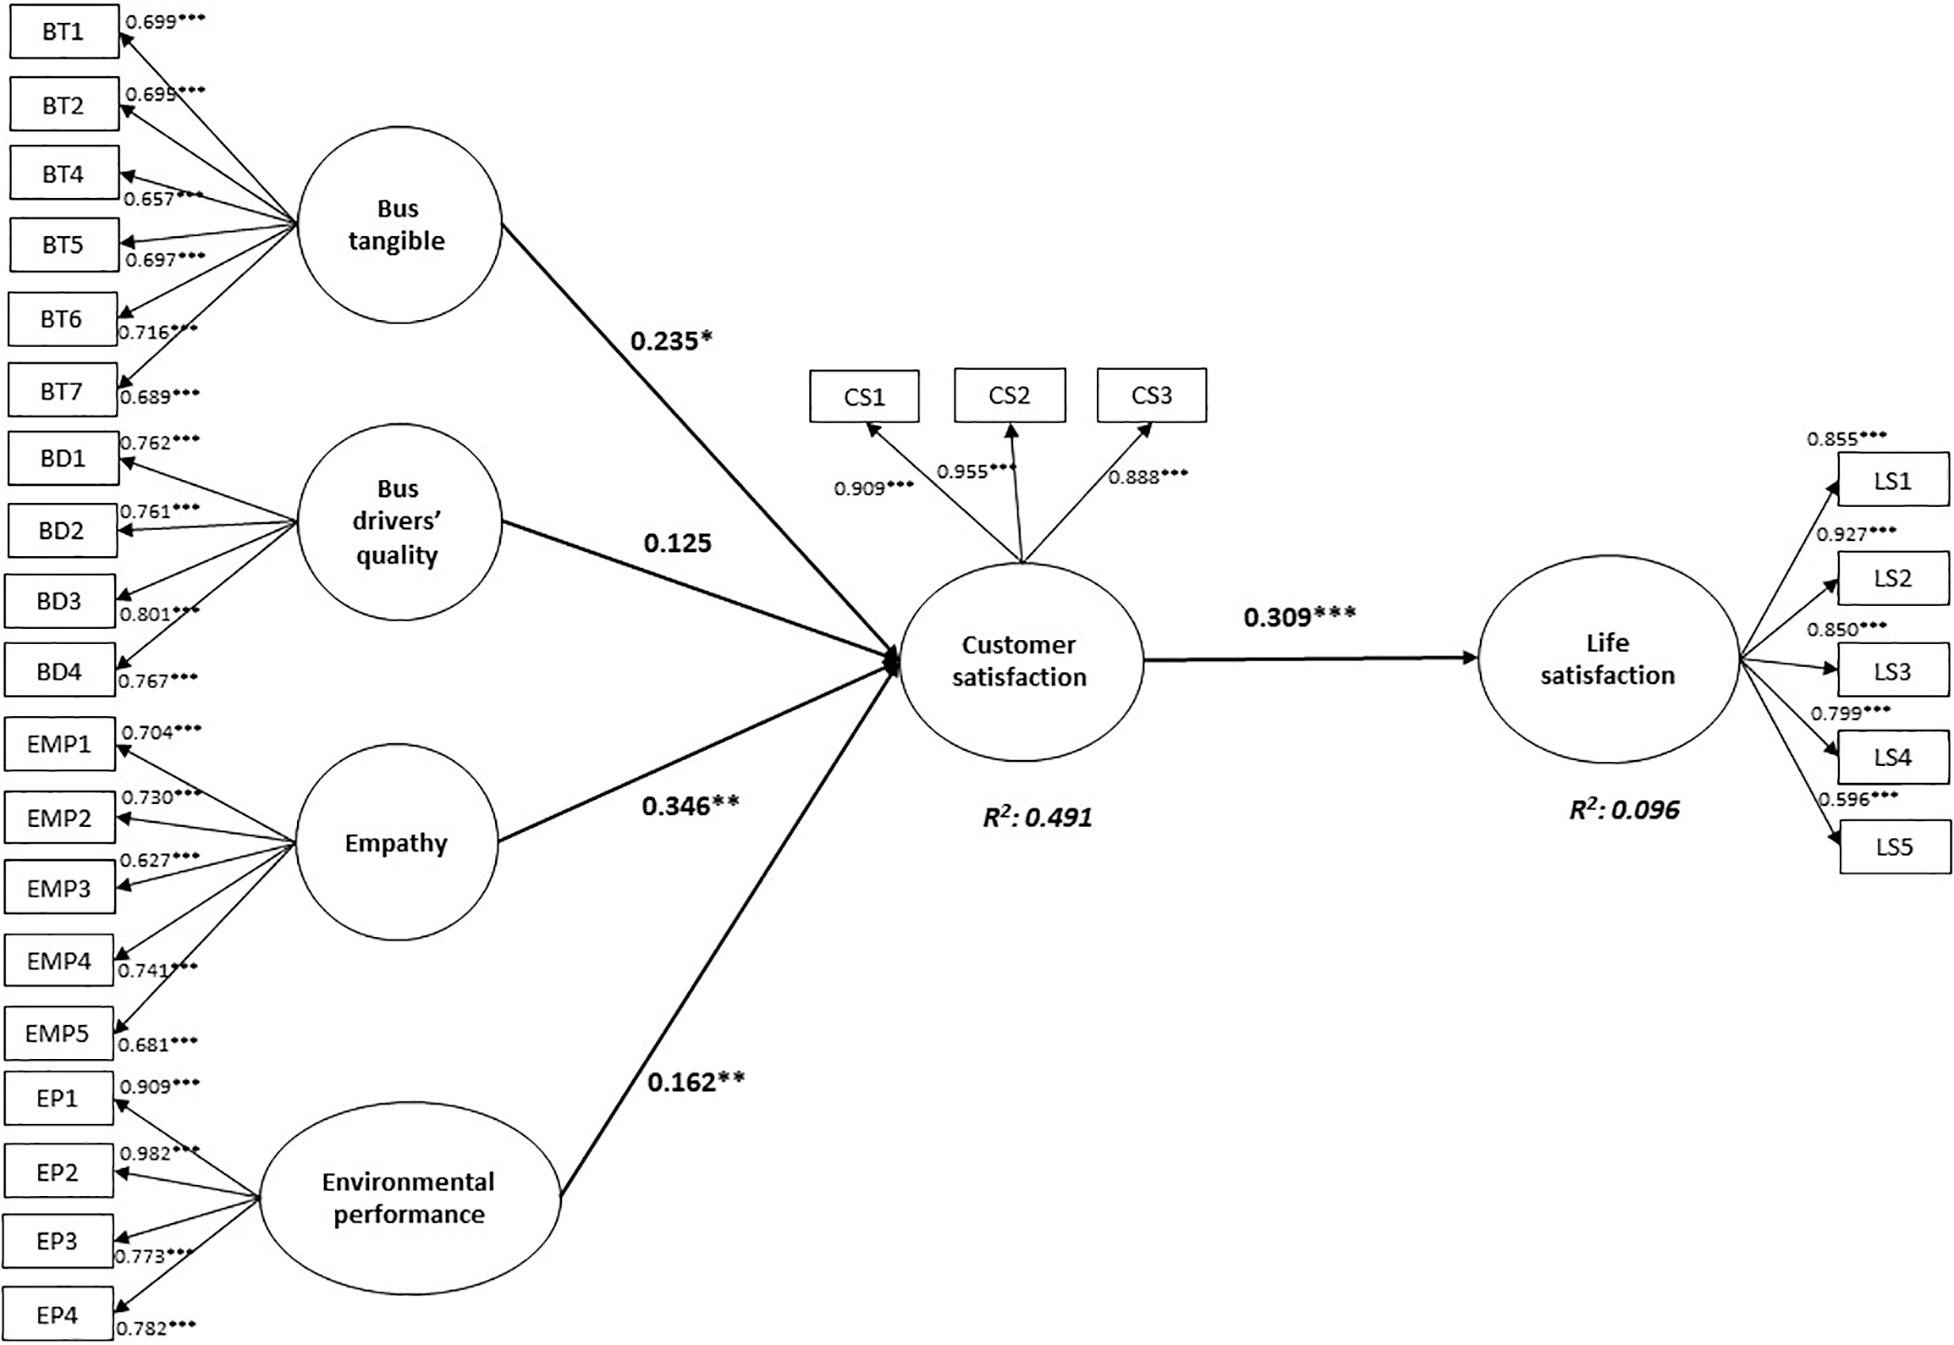 BT1
0.699***
BT2
0.695***
BT4
0.657***
BT5
0.697***
BT6
0.716***
BT7
0.689***
Bus
tangible
BD1
0.762***
BD2
0.761***
BD3
0.801***
BD4
0.767***
Bus
drivers’
quality
EMP1
0.704***
EMP2
0.730***
EMP3
0.627***
EMP4
0.741***
EMP5
0.681***
Empathy
EP1
0.909***
EP2
0.982***
EP3
0.773***
EP4
0.782***
Environmental
performance
0.235*
0.125
0.346**
0.162**
CS1
CS2
CS3
0.909***
0.955***
0.888***
Customer
satisfaction
R²: 0.491
0.309***
Life
satisfaction
R²: 0.096
0.855***
LS1
0.927***
LS2
0.850***
LS3
0.799***
LS4
0.596***
LS5